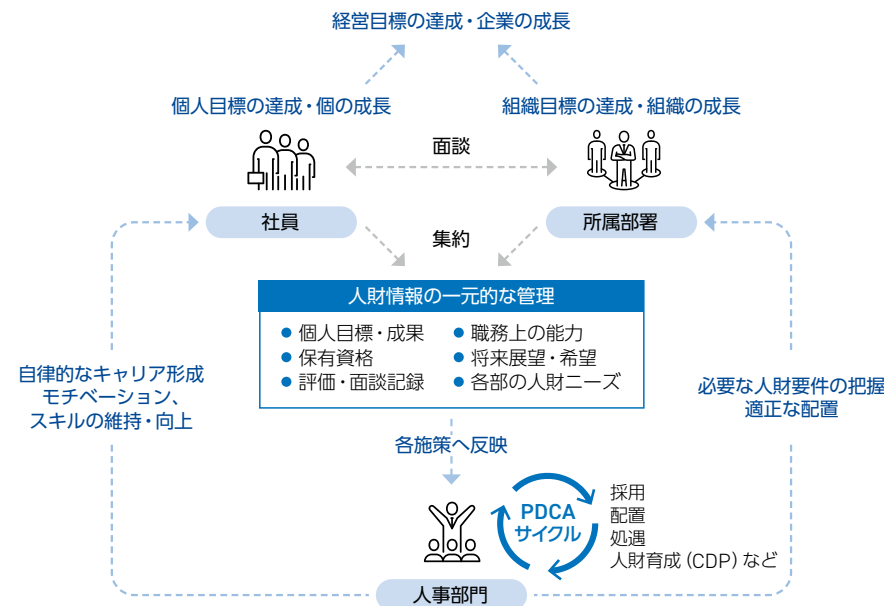 経営目標の達成・企業の成長
個人目標の達成・個の成長
組織目標の達成・組織の成長
面談
社員
所属部署
集約
人財情報の一元的な管理
● 個人目標・成果
● 職務上の能力
● 保有資格
● 将来展望・希望
● 評価・面談記録
● 各部の人財ニーズ
自律的なキャリア形成
モチベーション、
スキルの維持・向上
必要な人財要件の把握
適正な配置
各施策へ反映
PDCA
サイクル
採用
配置
処遇
人財育成(CDP)など
人事部門